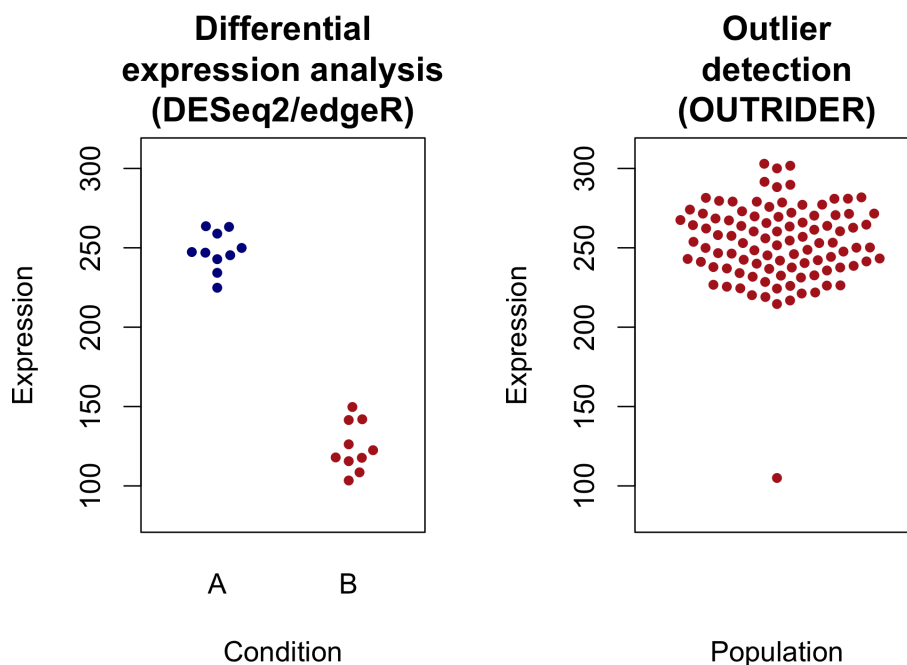 Differential
expression analysis
(DESeq2/edgeR)
Expression
300
250
200
150
100
A
B
Condition
Outlier
detection
(OUTRIDER)
Expression
300
250
200
150
100
Population